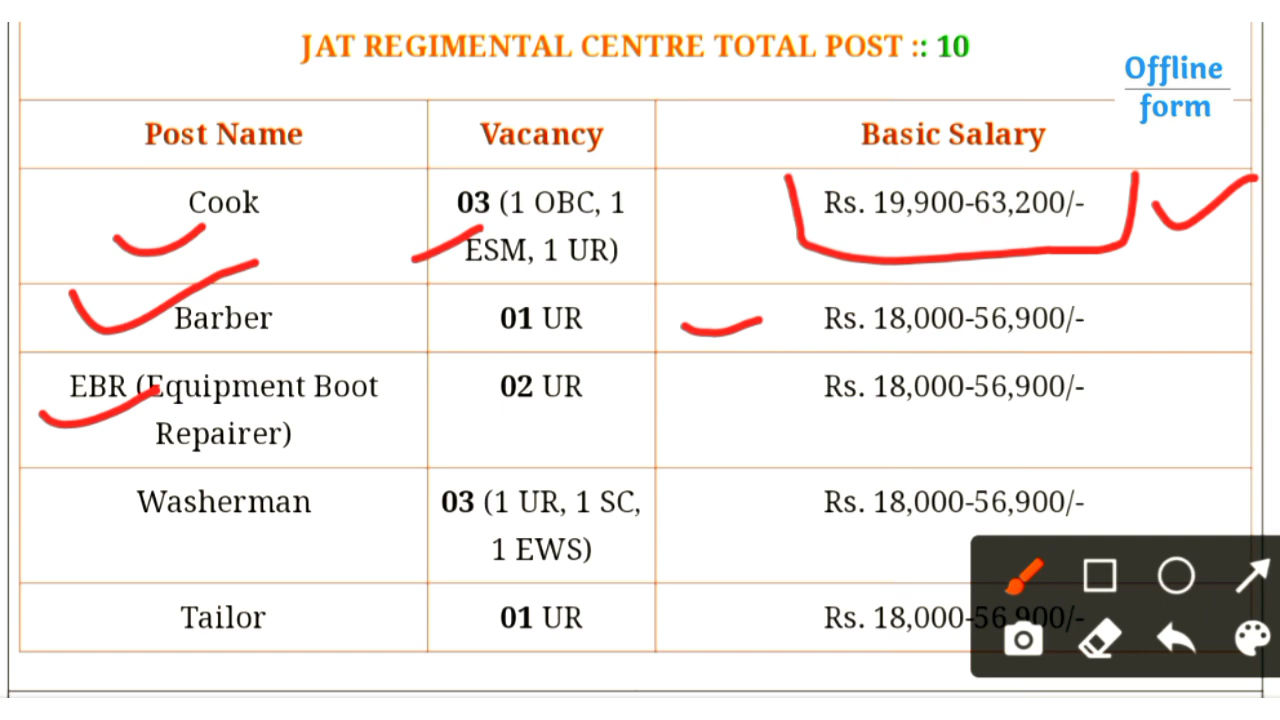 JAT REGIMENTAL CENTRE TOTAL POST :: 10
Offline
form
Post Name Vacancy Basic Salary
Cook 03 (1 OBC, 1 Rs. 19,900-63,200/-
ESM, 1 UR)
Barber 01 UR Rs. 18,000-56,900/-
EBR (Equipment Boot 02 UR Rs. 18,000-56,900/-
Repairer)
Washerman 03 (1 UR, 1 SC, Rs. 18,000-56,900/-
1 EWS)
Tailor 01 UR Rs. 18,000-56,900/-